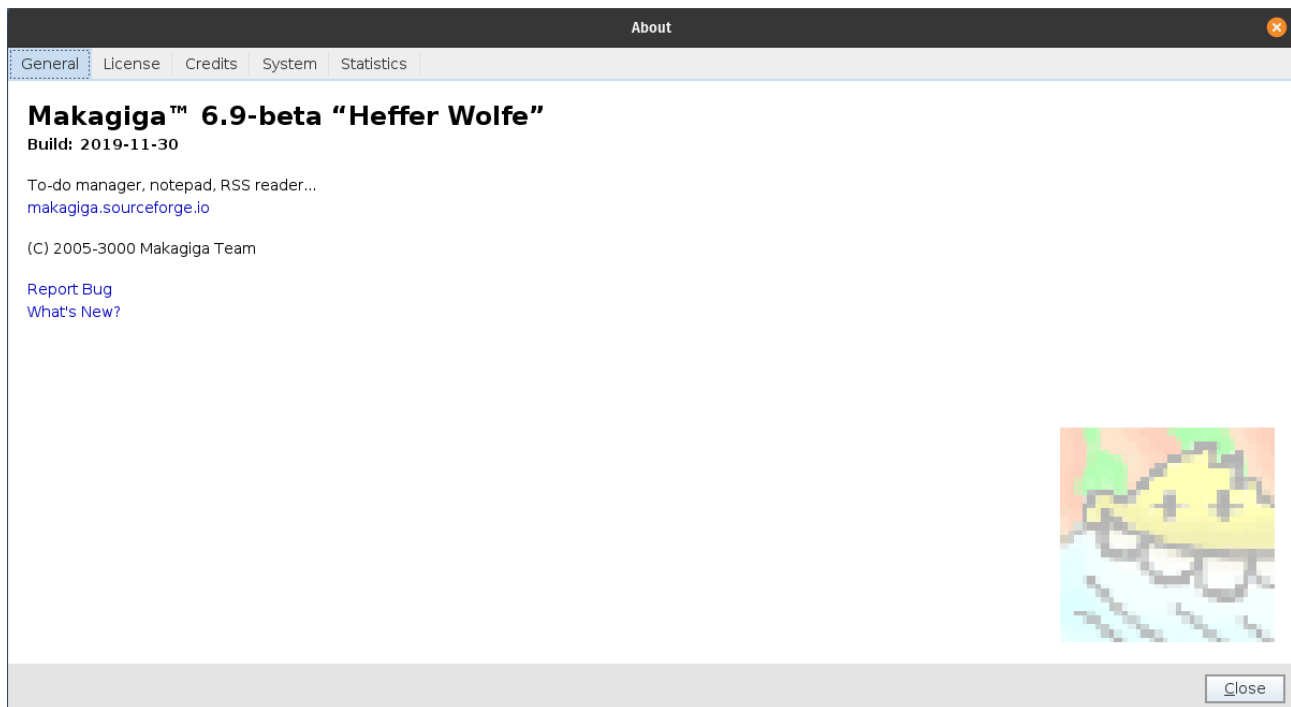 About
General License Credits System Statistics
Makagiga™ 6.9-beta “Heffer Wolfe”
Build: 2019-11-30
To-do manager, notepad, RSS reader...
makagiga.sourceforge.io
(C) 2005-3000 Makagiga Team
Report Bug
What's New?
Close